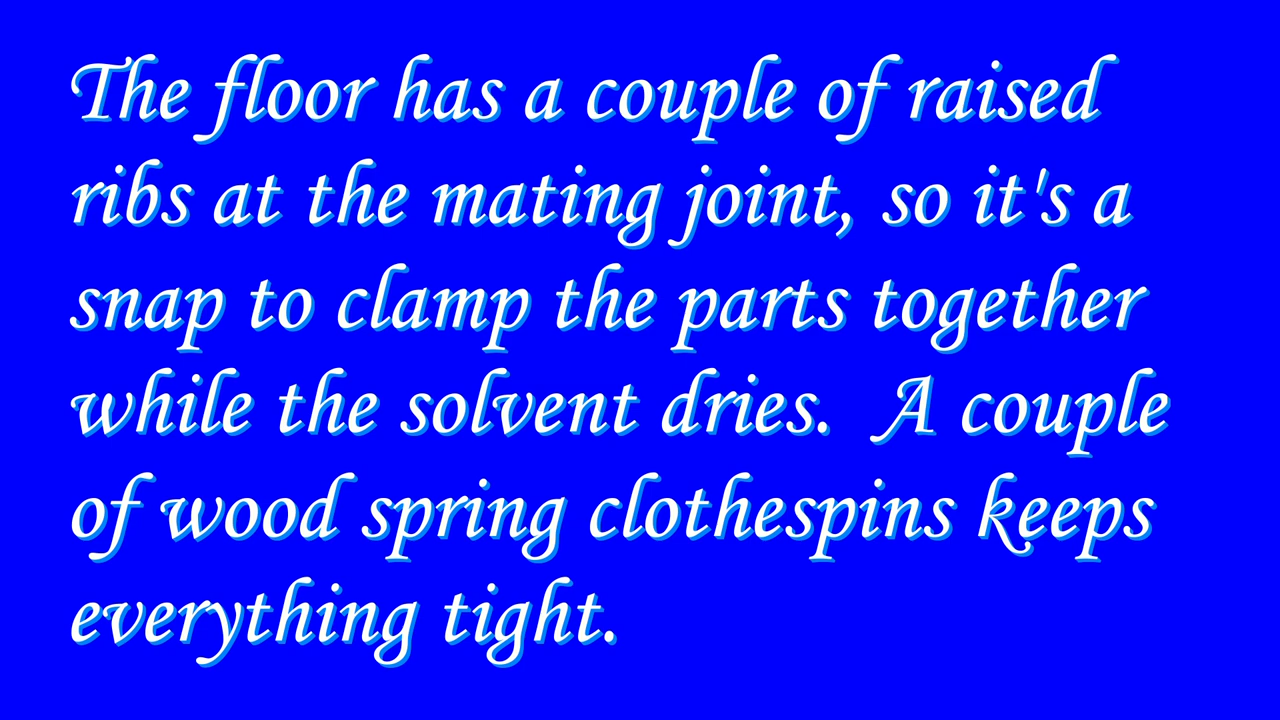 The floor has a couple of raised
ribs at the mating joint, so it's a
snap to clamp the parts together
while the solvent dries.  A couple
of wood spring clothespins keeps
everything tight.